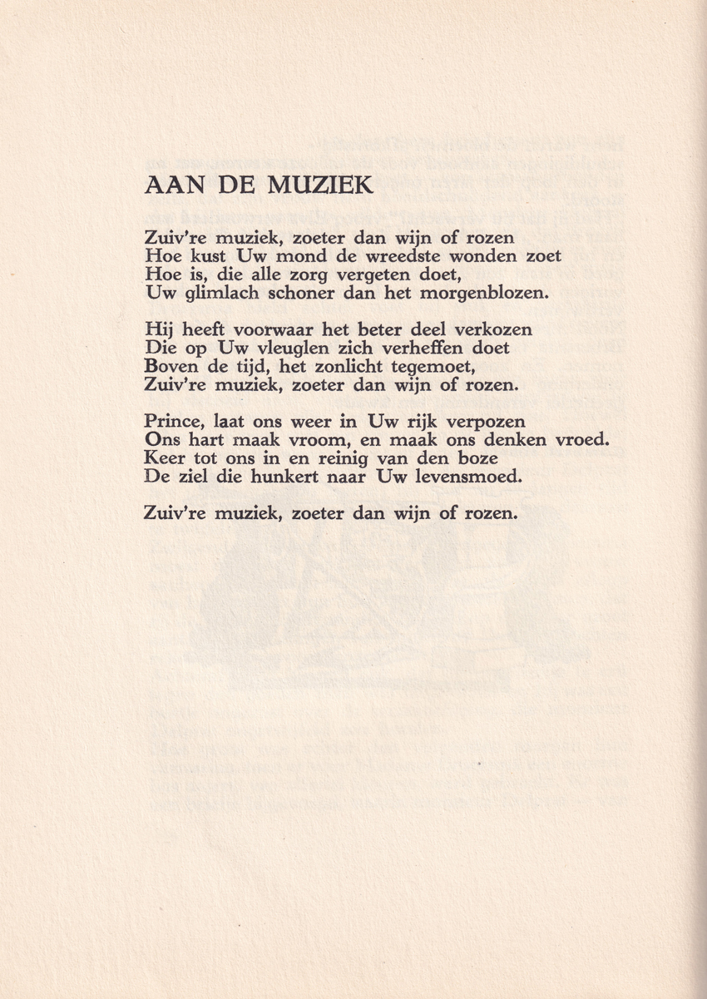 AAN DE MUZIEK
Zuiv're muziek, zoeter dan wijn of rozen
Hoe kust Uw mond de wreedste wonden zoet
Hoe is, die alle zorg vergeten doet,
Uw glimlach schoner dan het morgenblozen.
Hij heeft voorwaar het beter deel verkozen
Die op Uw vleuglen zich verheffen doet
Boven de tijd, het zonlicht tegemoet,
Zuiv're muziek, zoeter dan wijn of rozen.
Prince, laat ons weer in Uw rijk verpozen
Ons hart maak vroom, en maak ons denken vroed.
Keer tot ons in en reinig van den boze
De ziel die hunkert naar Uw levensmoed.
Zuiv're muziek, zoeter dan wijn of rozen.